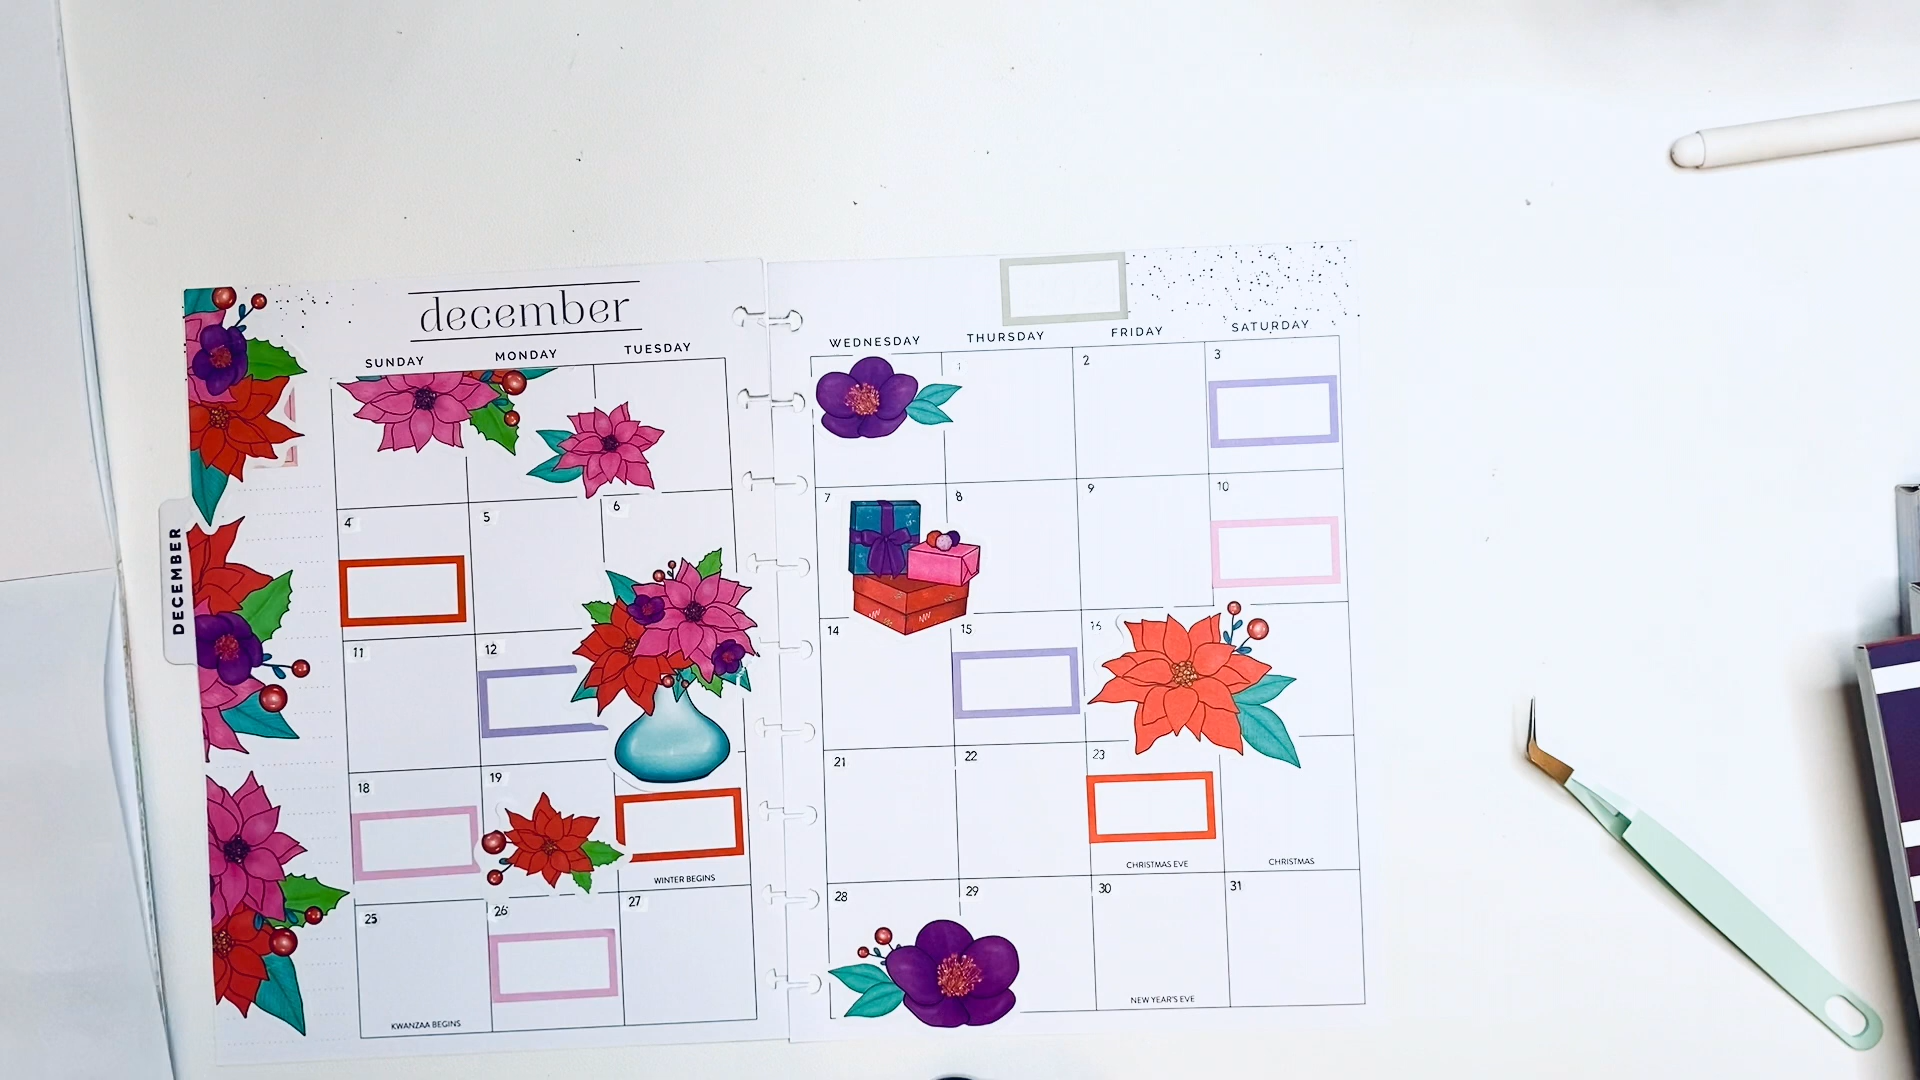 december
SUNDAY
MONDAY
TUESDAY
WEDNESDAY
THURSDAY
FRIDAY
SATURDAY
DECEMBER
1
2
3
4
5
6
7
8
9
10
11
12
14
15
16
18
19
21
22
23
WINTER BEGINS
CHRISTMAS EVE
CHRISTMAS
25
26
27
28
29
30
31
KWANZAA BEGINS
NEW YEAR'S EVE